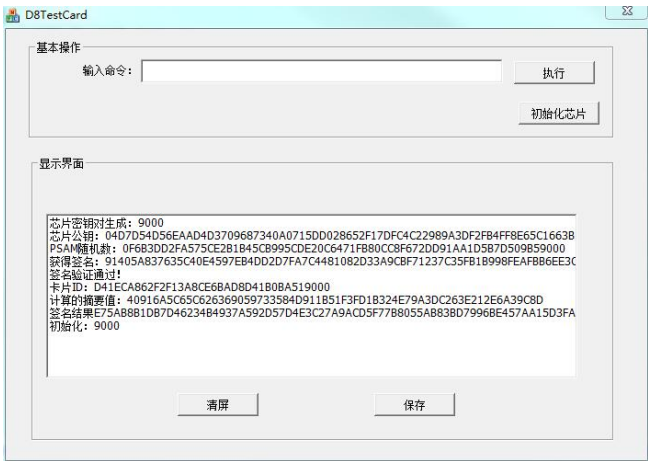 D8TestCard
基本操作
输入命令：
执行
初始化芯片
显示界面
芯片密钥对生成：9000
芯片公钥：04D7D54D56EAAD4D3709687340A0715DD028652F17DFC4C22989A3DF2FB4FF8E65C1663B
PSAM随机数：0F6B3DD2FA575CE2B1B45CB995CDE20C6471FB80CC8F672DD91AA1D5B7D509B59000
获得签名：91405A837635C40E4597EB4DD2D7FA7C4481082D33A9CBF71237C35FB1B998FEAFBB6EE3C
签名验证通过！
卡片ID：D41ECA862F2F13A8CE6BAD8D41B0BA519000
计算的摘要值：40916A5C65C626369059733584D911B51F3FD1B324E79A3DC263E212E6A39C8D
签名结果E75AB8B1DB7D46234B4937A592D57D4E3C27A9ACD5F77B8055AB83BD7996BE457AA15D3FA
初始化：9000
清屏
保存